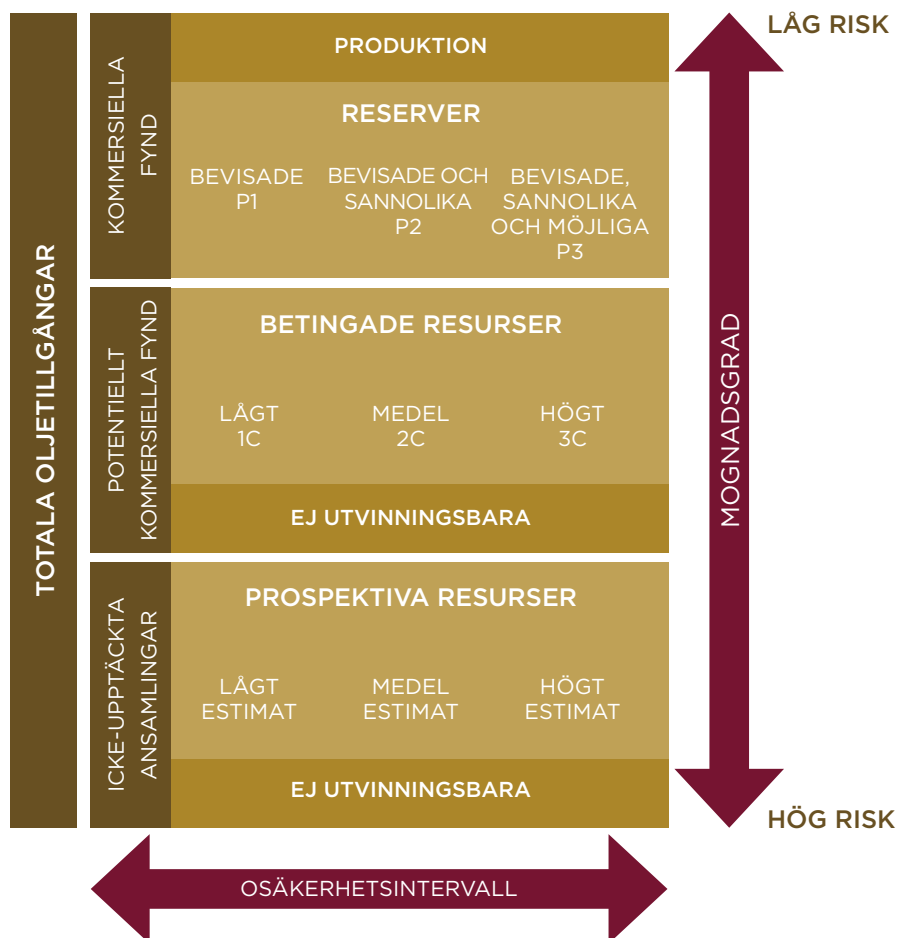 TOTALA OLJETILLGÅNGAR
KOMMERSIELLA
FYND
PRODUKTION
RESERVER
BEVISADE
P1
BEVISADE OCH
SANNOLIKA
P2
BEVISADE,
SANNOLIKA
OCH MÖJLIGA
P3
POTENTIELLT
KOMMERSIELLA FYND
BETINGADE RESURSER
LÅGT
1C
MEDEL
2C
HÖGT
3C
EJ UTVINNINGSBARA
ICKE-UPPTÄCKTA
ANSAMLINGAR
PROSPEKTIVA RESURSER
LÅGT
ESTIMAT
MEDEL
ESTIMAT
HÖGT
ESTIMAT
EJ UTVINNINGSBARA
LÅG RISK
MOGNADSGRAD
HÖG RISK
OSÄKERHETSINTERVALL